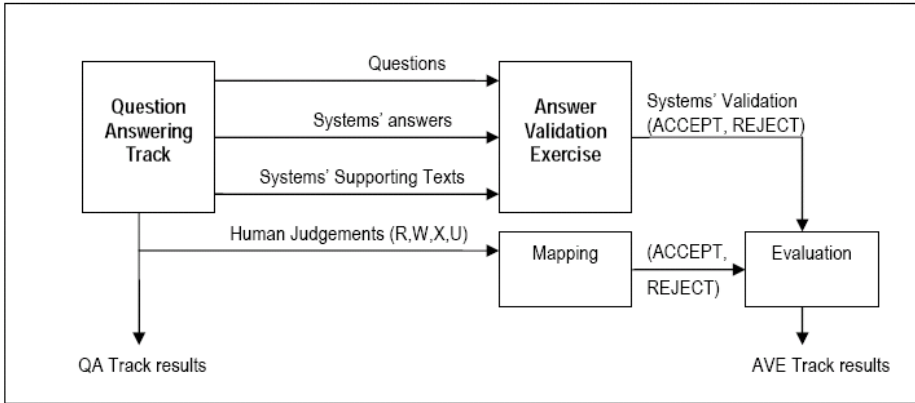 Question
Answering
Track
Questions
Systems' answers
Systems' Supporting Texts
Answer
Validation
Exercise
Systems' Validation
(ACCEPT, REJECT)
Human Judgements (R,W,X,U)
Mapping
(ACCEPT,
REJECT)
Evaluation
QA Track results
AVE Track results